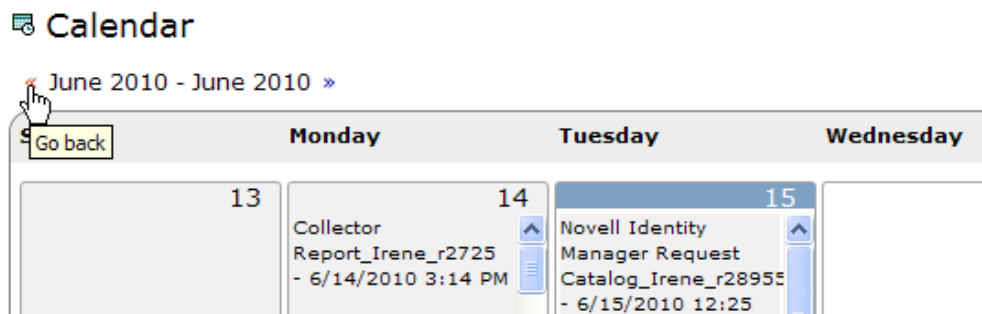 Calendar
« June 2010 - June 2010 »
Go back
S
Monday
Tuesday
Wednesday
13
14
15
Collector
Report_Irene_r2725
- 6/14/2010 3:14 PM
Novell Identity
Manager Request
Catalog_Irene_r28955
- 6/15/2010 12:25